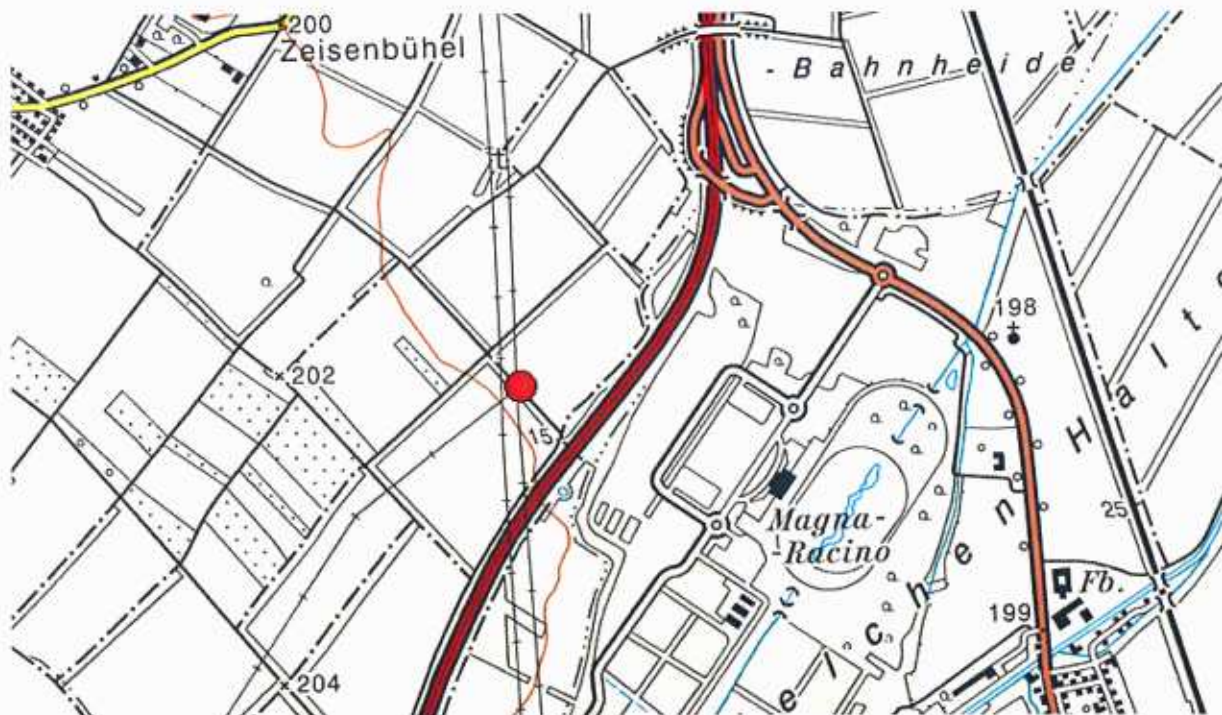 200
Zeisenbühel
- Bahnheide
198
202
15
Magna-
-Racino
25
Fb.
199
204